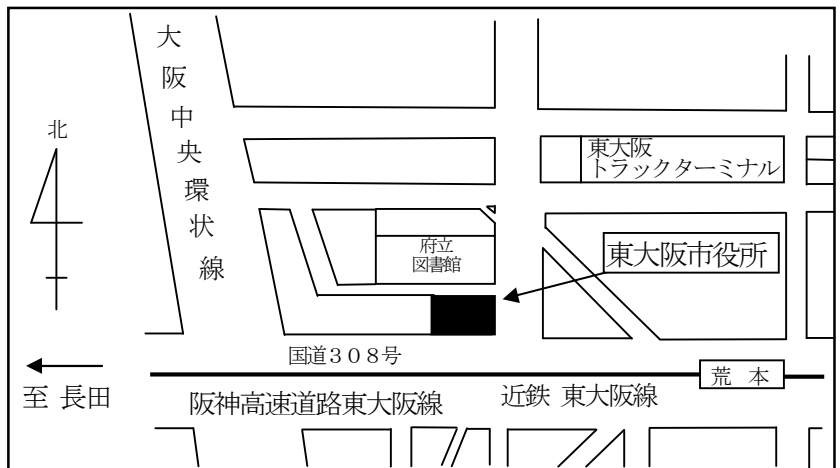 大阪中央環状線
北
東大阪
トラックターミナル
府立
図書館
東大阪市役所
国道308号
荒 本
至 長田
阪神高速道路東大阪線
近鉄 東大阪線